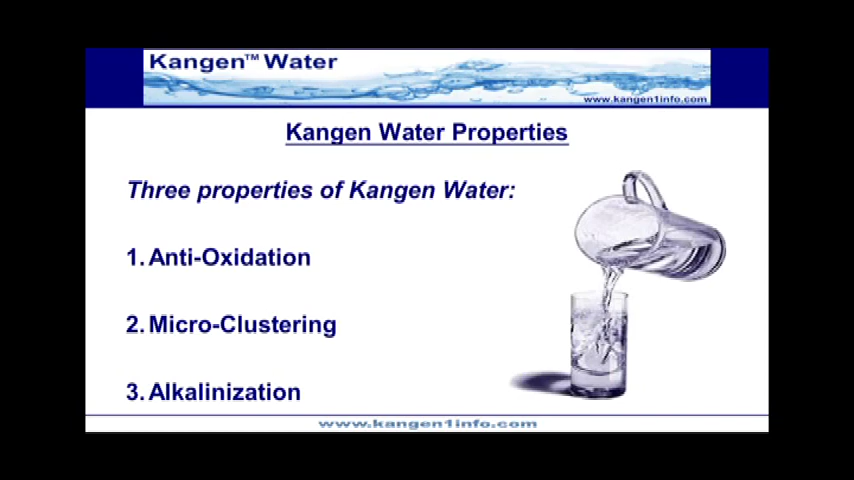 Kangen™ Water
www.kangen1info.com
Kangen Water Properties
Three properties of Kangen Water:
1. Anti-Oxidation
2. Micro-Clustering
3. Alkalinization
www.kangen1info.com